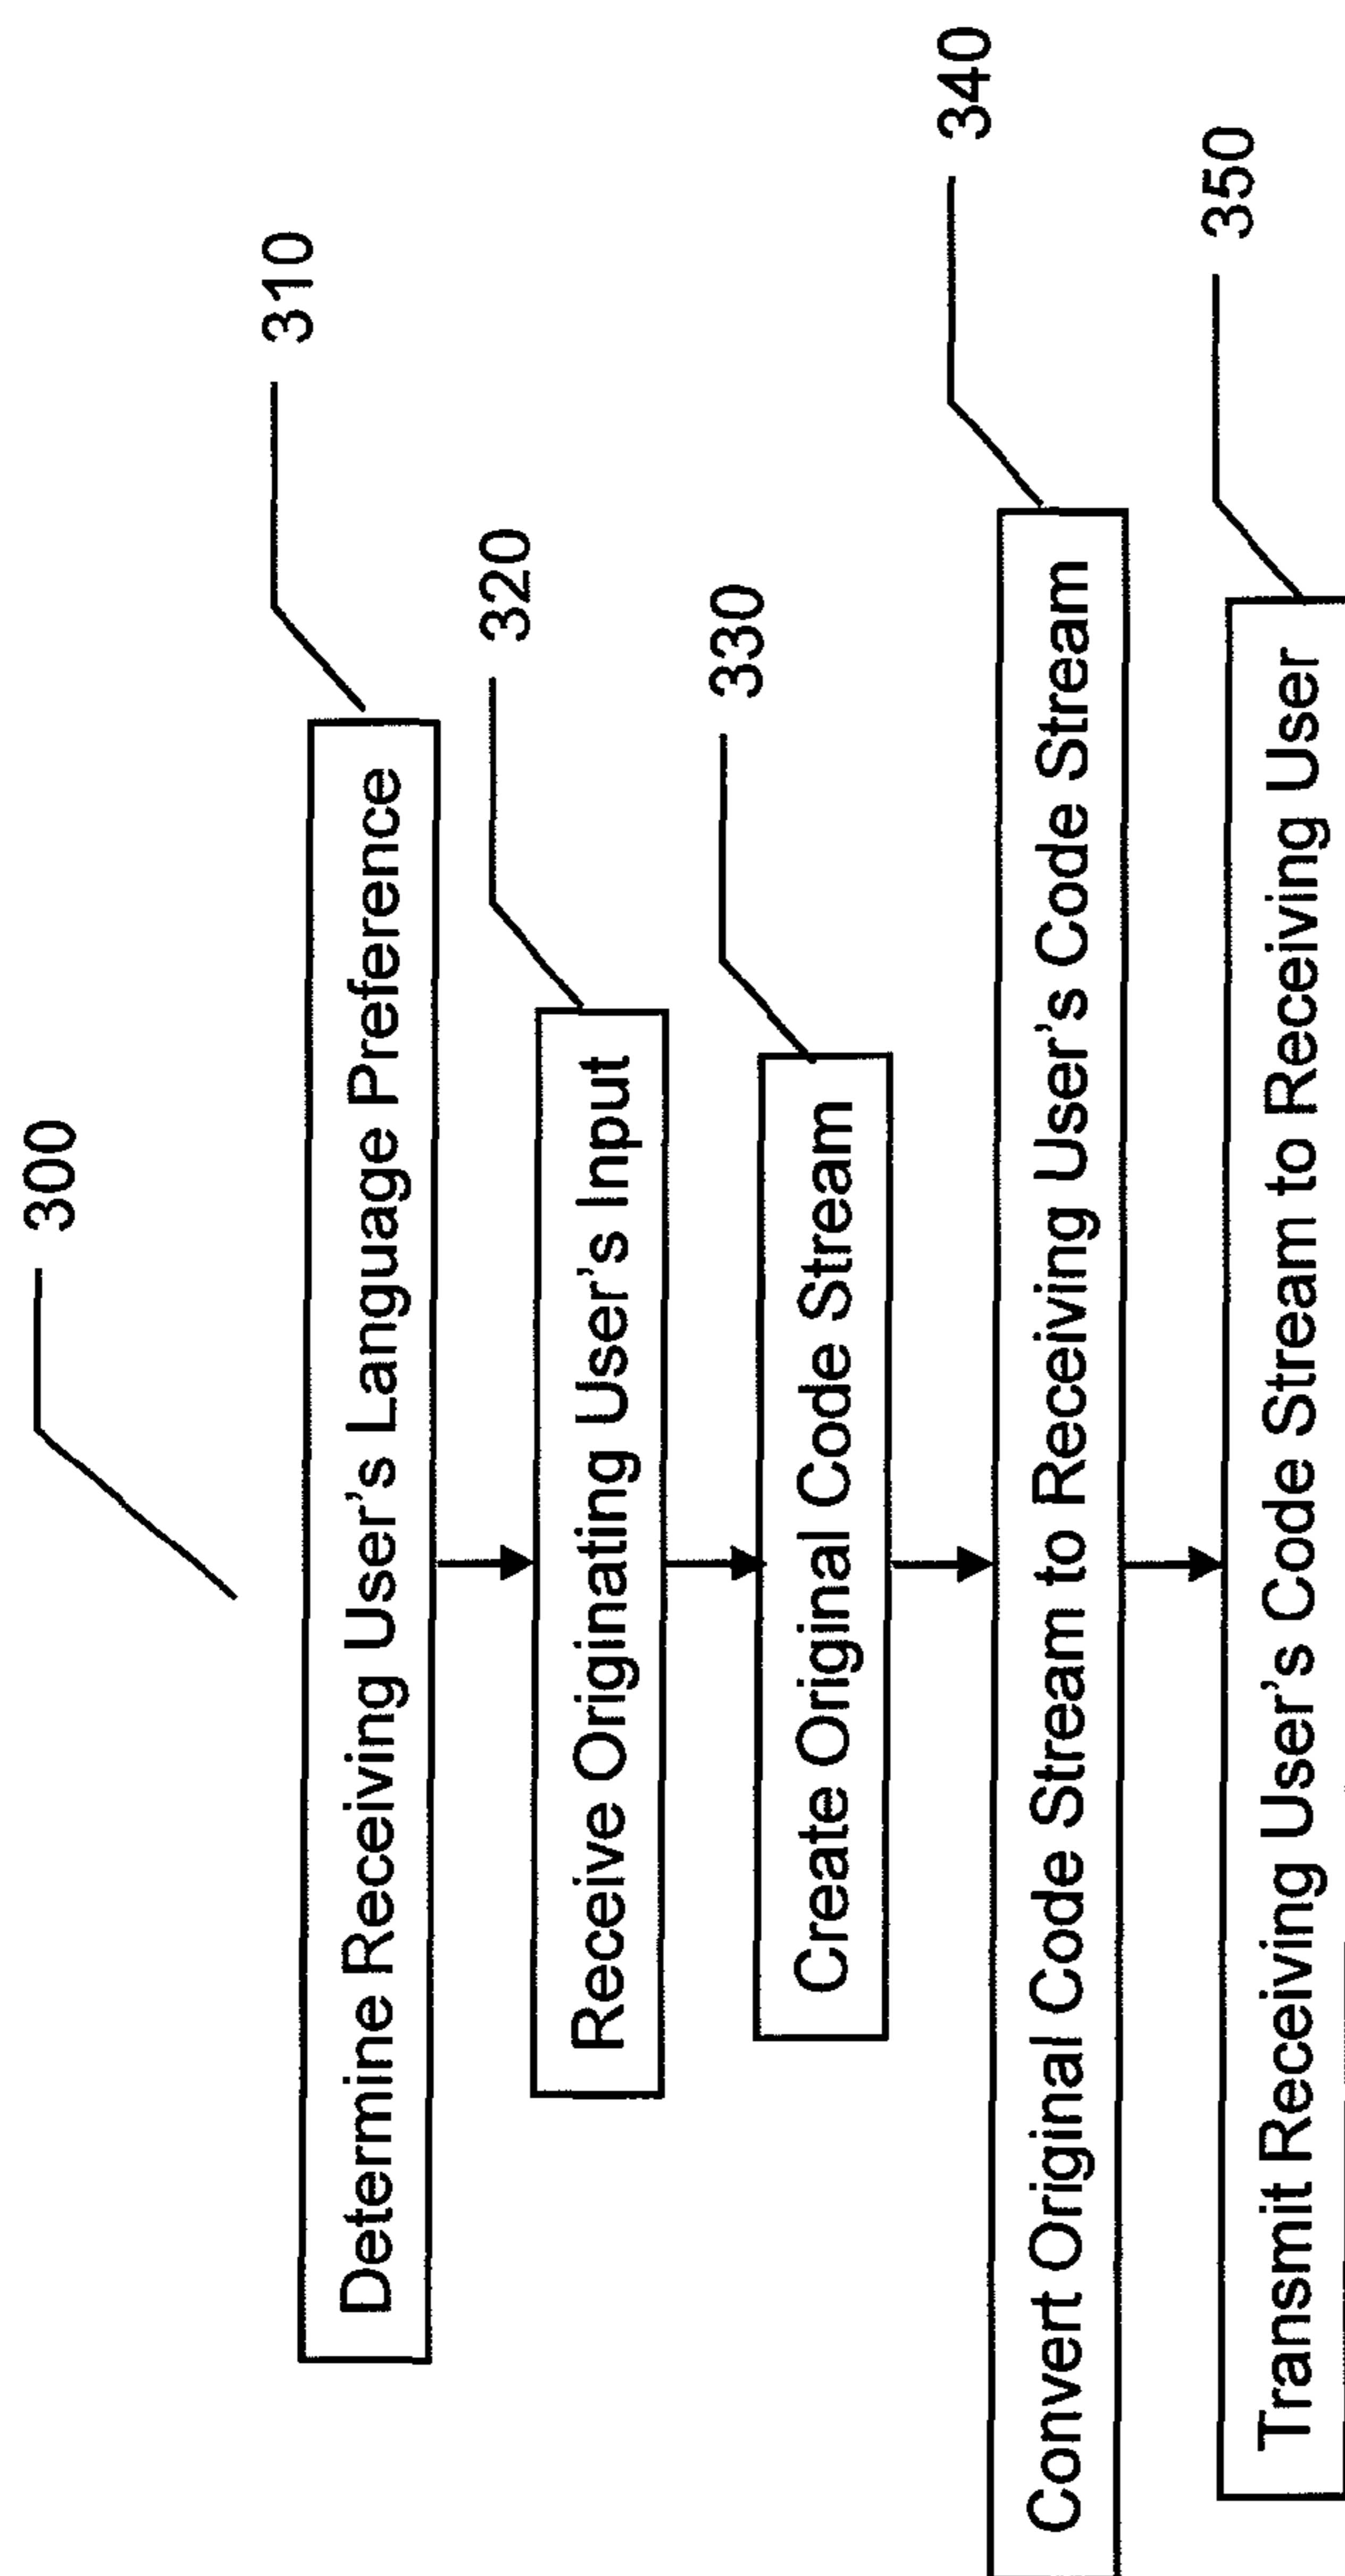 300
310
Determine Receiving User's Language Preference
320
Receive Originating User's Input
330
Create Original Code Stream
340
Convert Original Code Stream to Receiving User's Code Stream
350
Transmit Receiving User's Code Stream to Receiving User